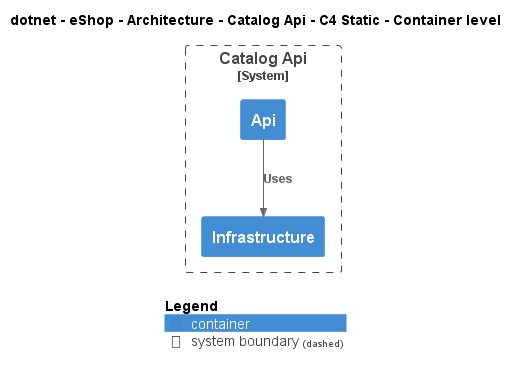 dotnet - eShop - Architecture - Catalog Api - C4 Static - Container level
Catalog Api
[System]
Api
Uses
Infrastructure
Legend
container
system boundary (dashed)